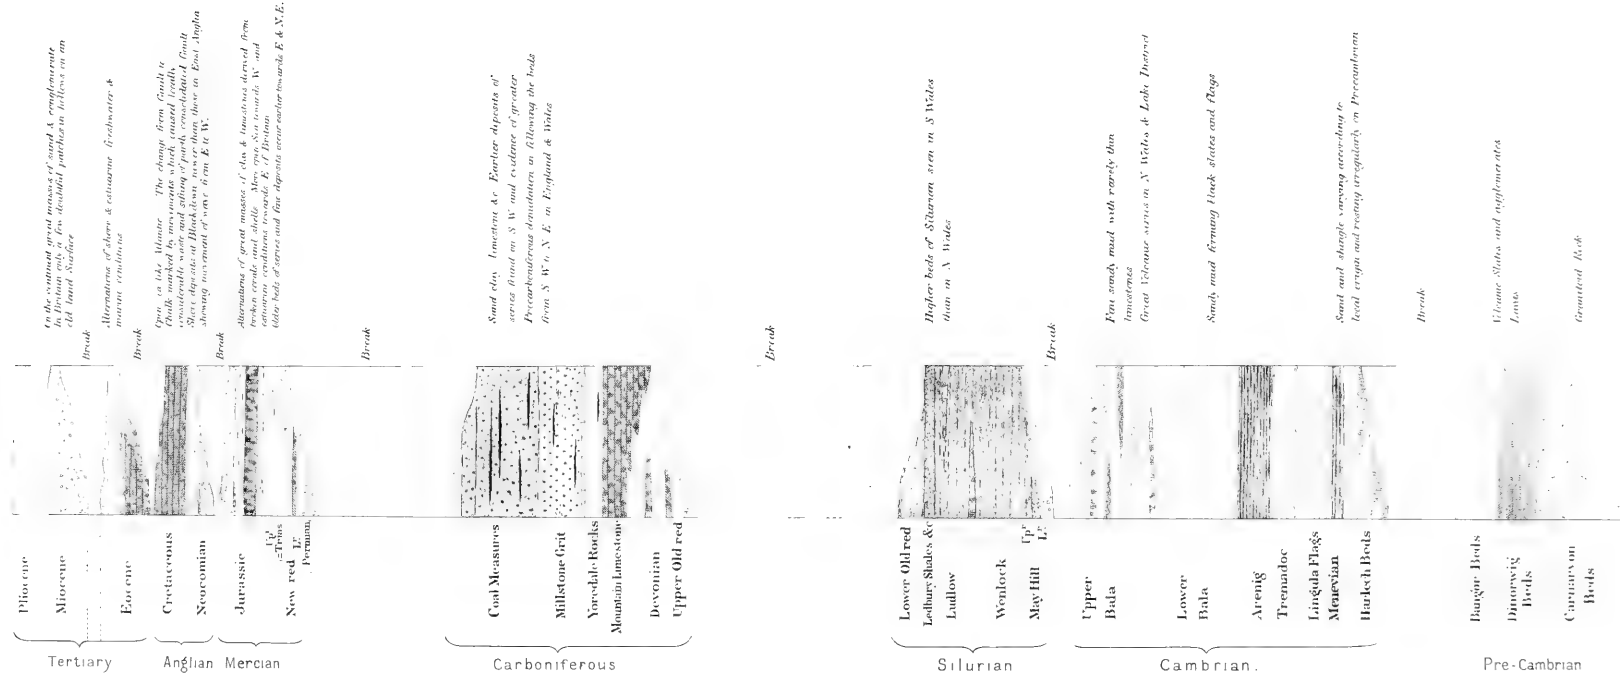 On the continent great masses of sand & conglomerate
In Britain only a few doubtful patches in hollows on an
old land Surface
Break
Alternations of shore & estuarine freshwater &
marine conditions
Break
Open sea like Atlantic The change from Gault to
Chalk marked by movements which caused locally
considerable waste and sifting of partly consolidated Gault
Shore deposits at Blackdown lower than those in East Anglia
showing movement of wave from E to W.
Break
Alternations of great masses of clay & limestones derived from
broken corals and shells More open Sea towards W and
estuarine conditions towards E of Britain
Older beds of series and fine deposits occur earlier towards E & N.E.
Break
Sand clay limestone &c Earlier deposits of
series found on S W and evidence of greater
Precarboniferous denudation in following the beds
from S W to N E in England & Wales
Break
Higher beds of Silurian seen in S Wales
than in N Wales
Break
Fine sandy mud with rarely thin
limestones
Great Volcanic series in N Wales & Lake District
Sandy mud forming black slates and flags
Sand and shingle varying according to
local origin and resting irregularly on Precambrian
Break
Volcanic Slates and agglomerates
Lavas
Granitoid Rock
Pliocene
Miocene
Eocene
Cretaceous
Neocomian
Jurassic
Upr
=Trias
New red
Lr
Permian
Coal Measures
Millstone Grit
Yoredale Rocks
Mountain Limestone
Devonian
Upper Old red
Lower Old red
Ledbury Shales &c
Ludlow
Wenlock
Upr
May Hill
Lr
Upper
Bala
Lower
Bala
Arenig
Tremadoc
Lingula Flags
Menevian
Harlech Beds
Bangor Beds
Dinorwig
Beds
Carnarvon
Beds
Tertiary
Anglian
Mercian
Carboniferous
Silurian
Cambrian.
Pre-Cambrian